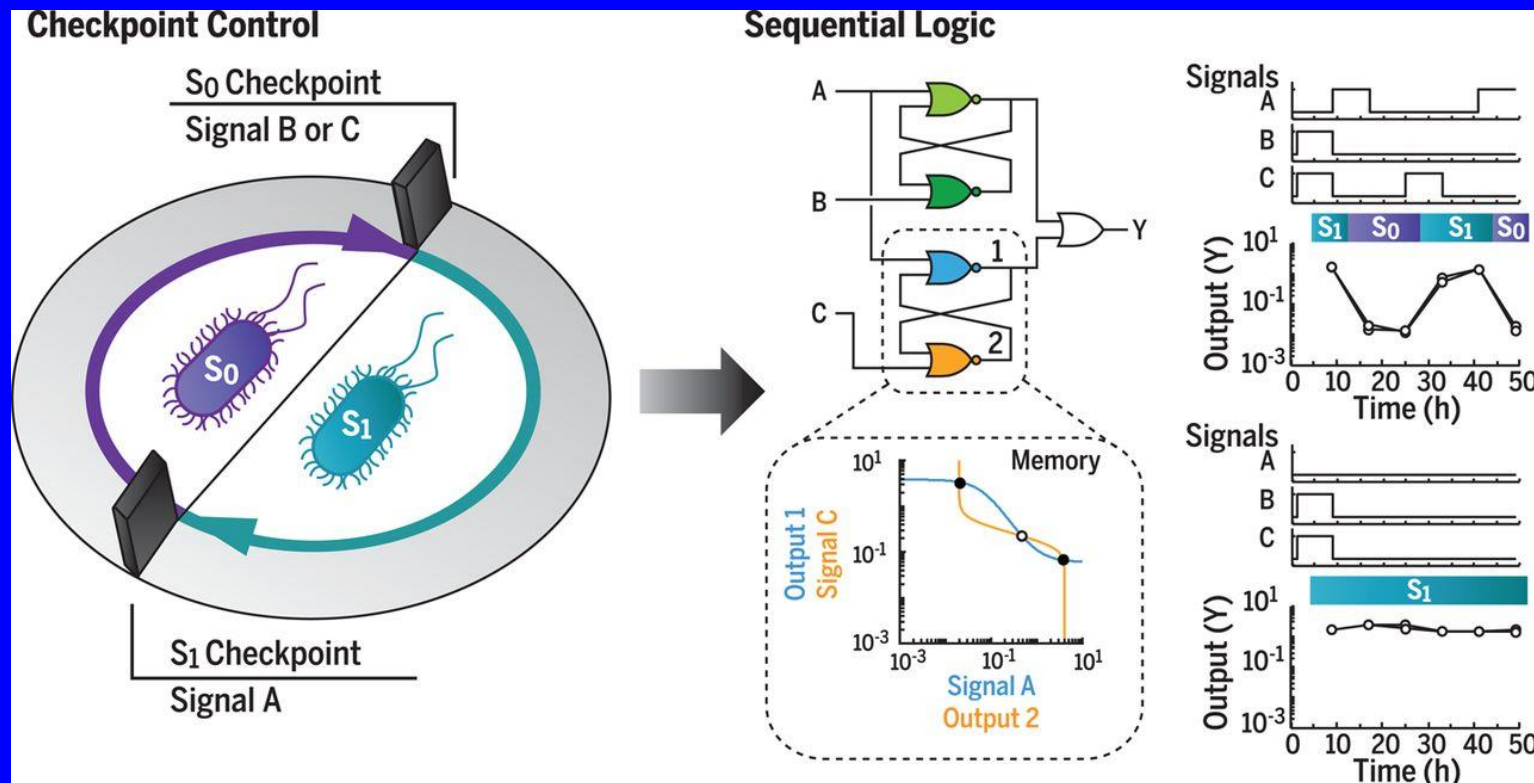 Checkpoint Control
S0 Checkpoint
Signal B or C
S0
S1
S1 Checkpoint
Signal A
Sequential Logic
A
B
C
1
2
Y
Memory
Output 1
Signal C
10^1
10^-1
10^-3
10^-3
10^-1
10^1
Signal A
Output 2
Signals
A
B
C
S1 S0 S1 S0
Output (Y)
10^1
10^-1
10^-3
0 10 20 30 40 50
Time (h)
Signals
A
B
C
S1
Output (Y)
10^1
10^-1
10^-3
0 10 20 30 40 50
Time (h)